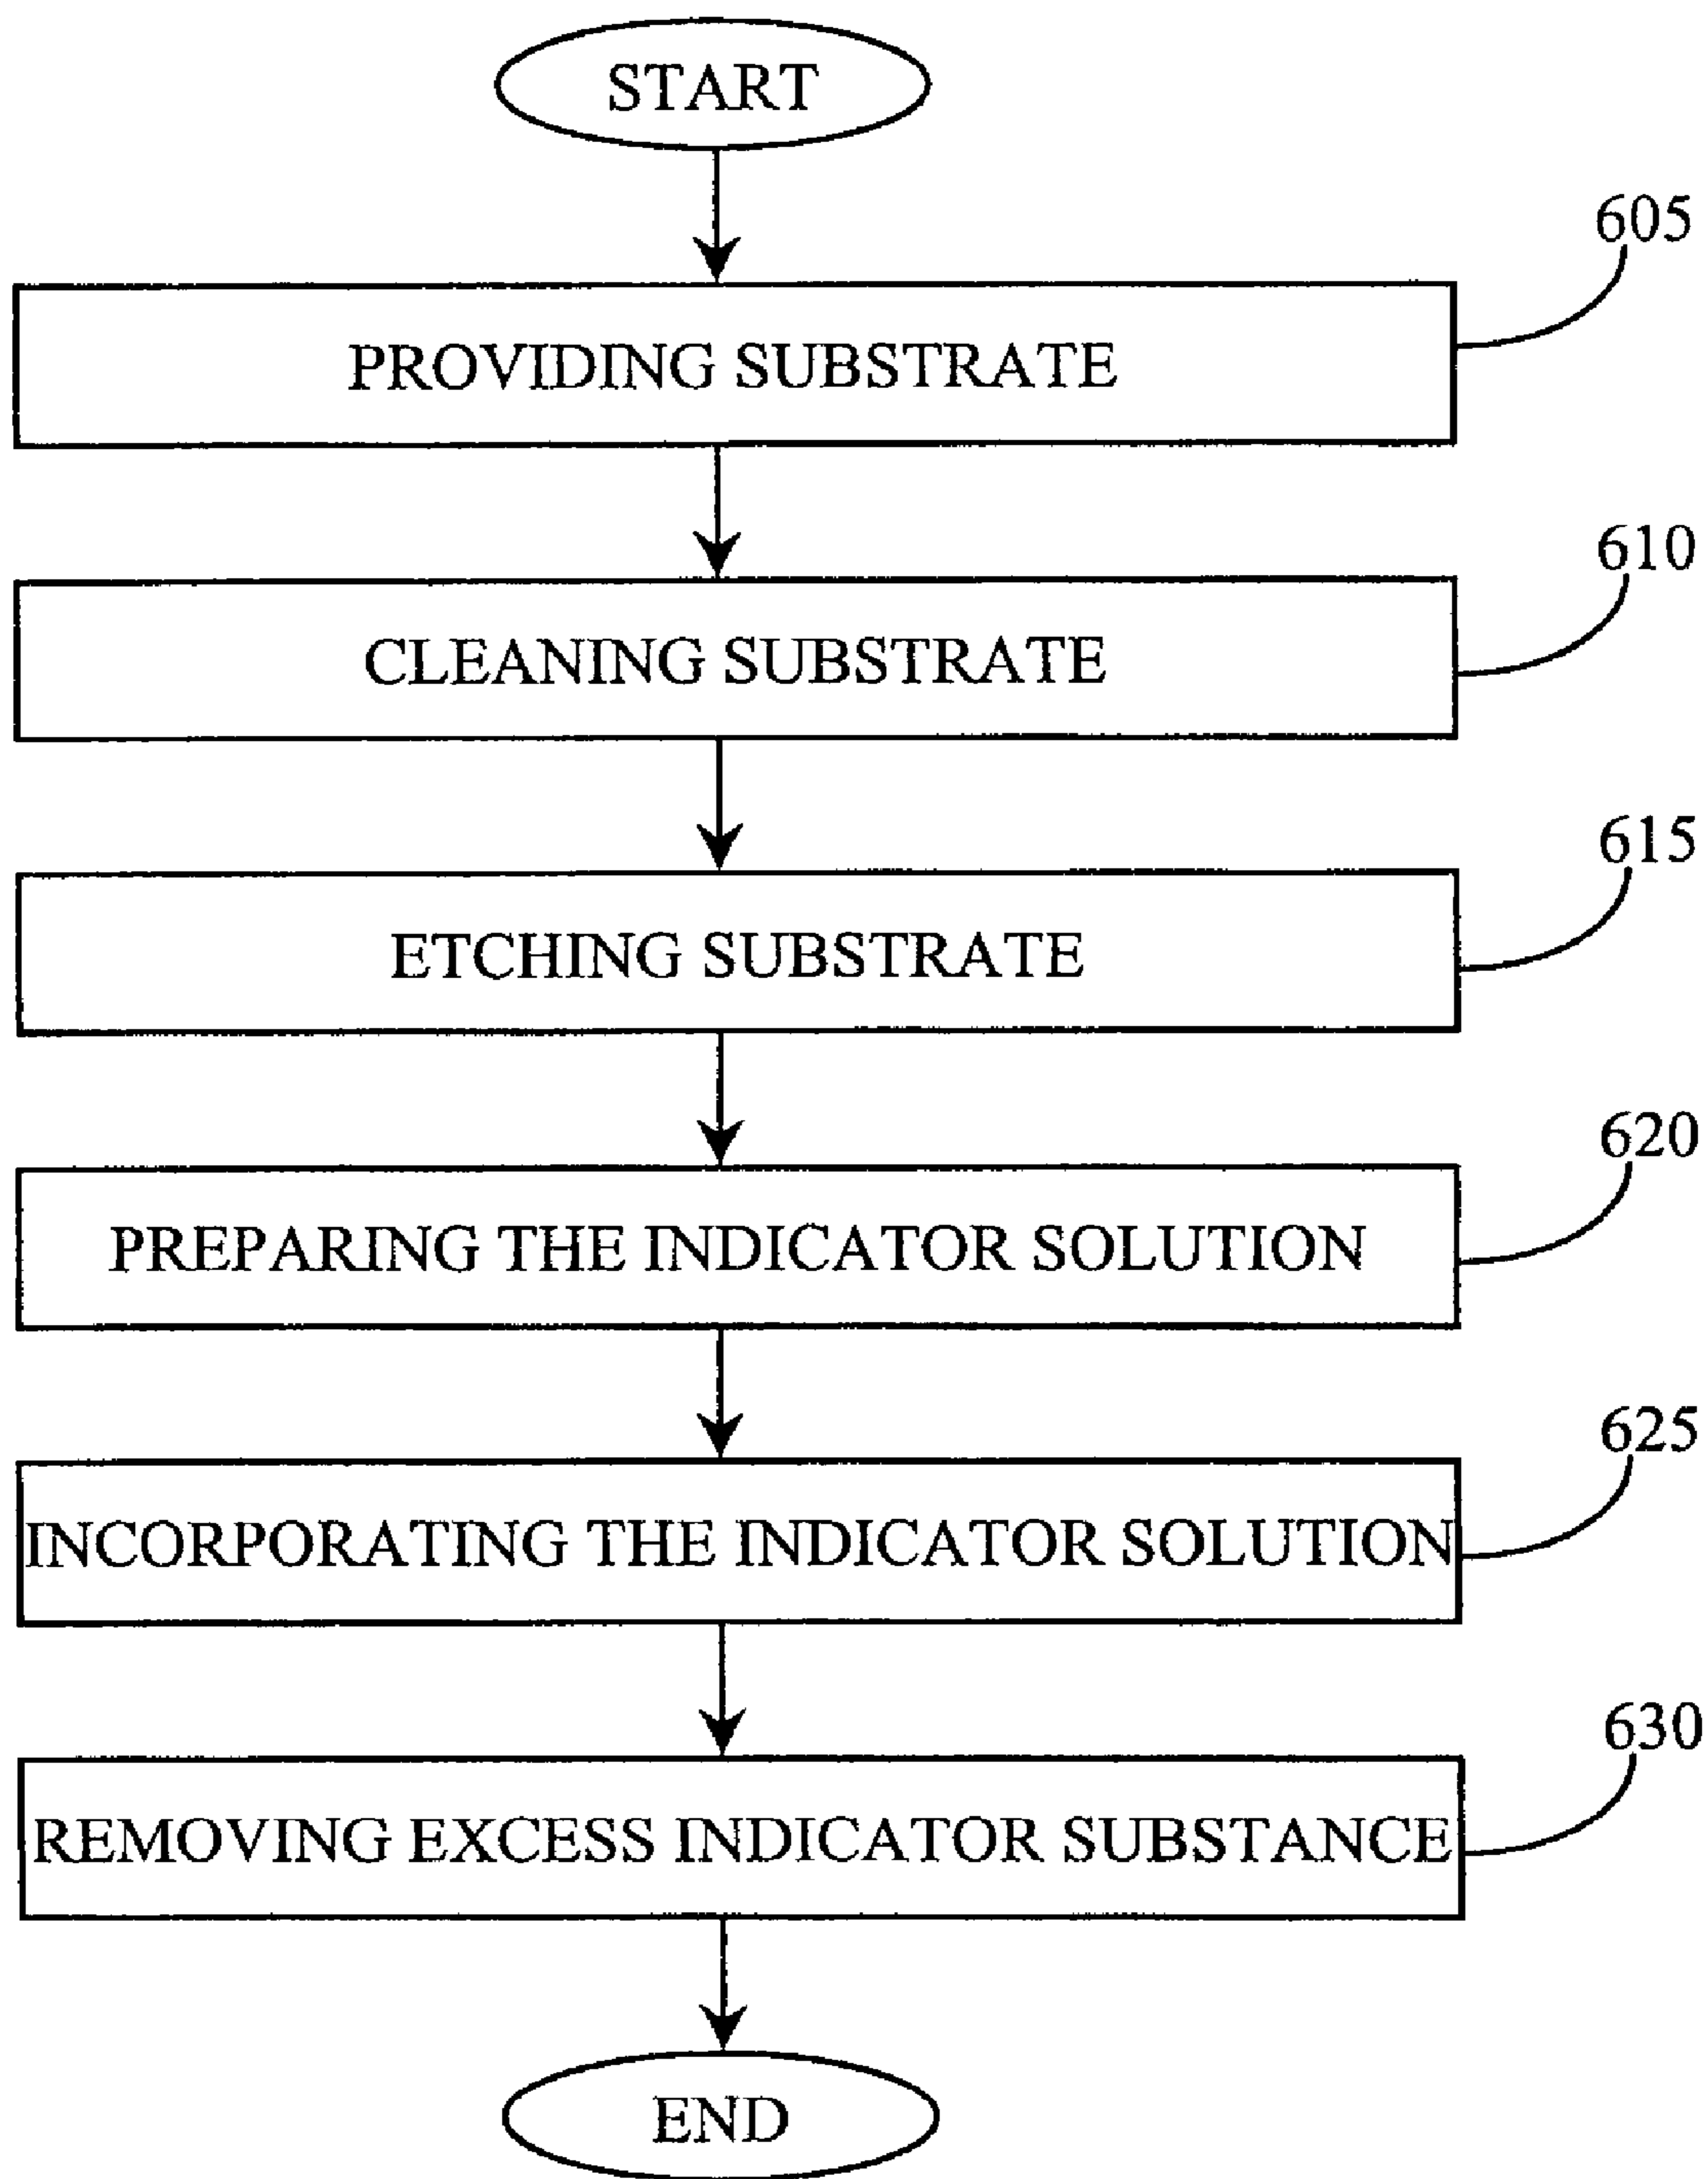 START
605
PROVIDING SUBSTRATE
610
CLEANING SUBSTRATE
615
ETCHING SUBSTRATE
620
PREPARING THE INDICATOR SOLUTION
625
INCORPORATING THE INDICATOR SOLUTION
630
REMOVING EXCESS INDICATOR SUBSTANCE
END